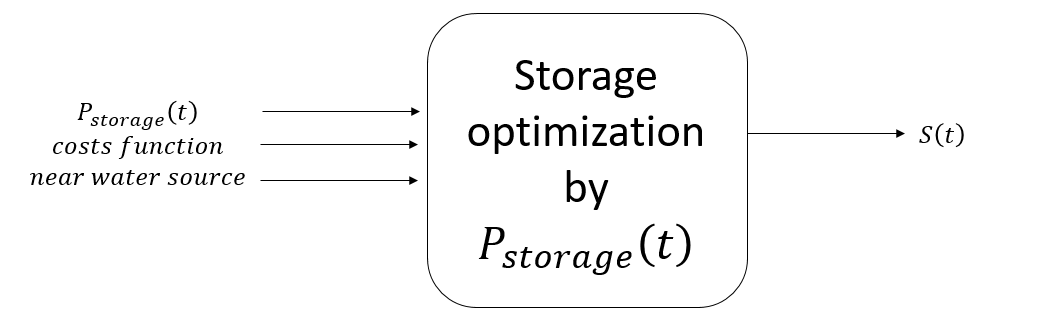 P_storage(t)
costs function
near water source
Storage
optimization
by
P_storage(t)
S(t)